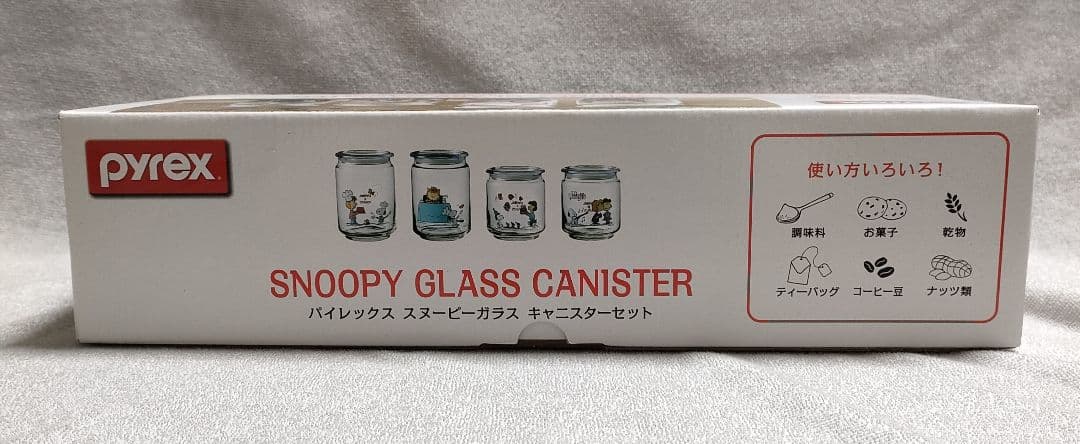 pyrex
SNOOPY GLASS CANISTER
パイレックス スヌーピーガラス キャニスターセット
使い方いろいろ!
調味料 お菓子 乾物
ティーバッグ コーヒー豆 ナッツ類